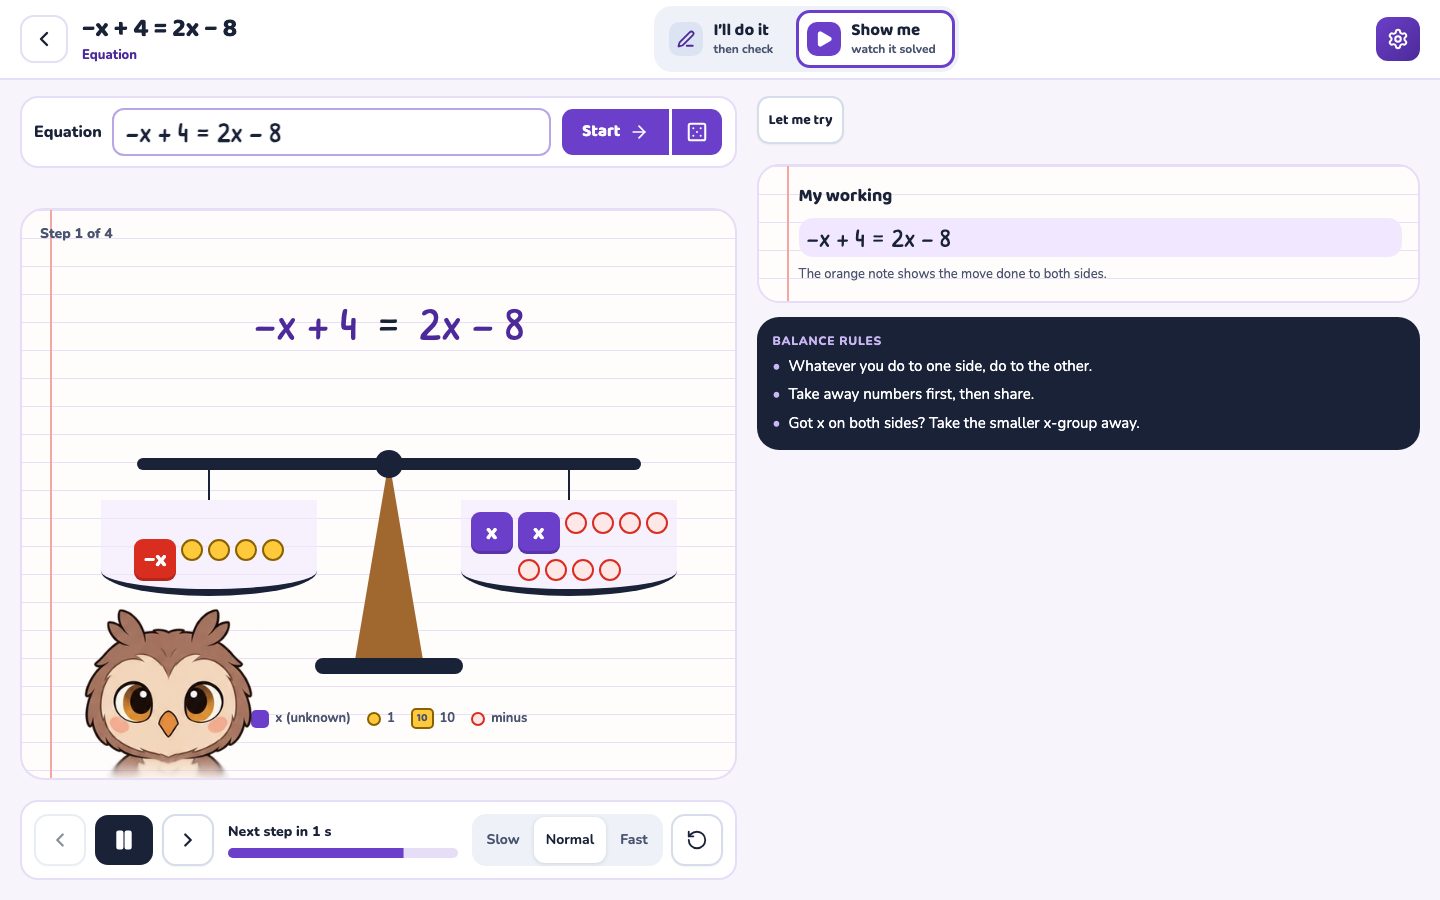 −x + 4 = 2x − 8
Equation
I'll do it
then check
Show me
watch it solved
Equation
−x + 4 = 2x − 8
Start
Let me try
Step 1 of 4
−x + 4 = 2x − 8
−x
x x
x (unknown) 1 10 10 minus
My working
−x + 4 = 2x − 8
The orange note shows the move done to both sides.
BALANCE RULES
• Whatever you do to one side, do to the other.
• Take away numbers first, then share.
• Got x on both sides? Take the smaller x-group away.
Next step in 1 s
Slow Normal Fast